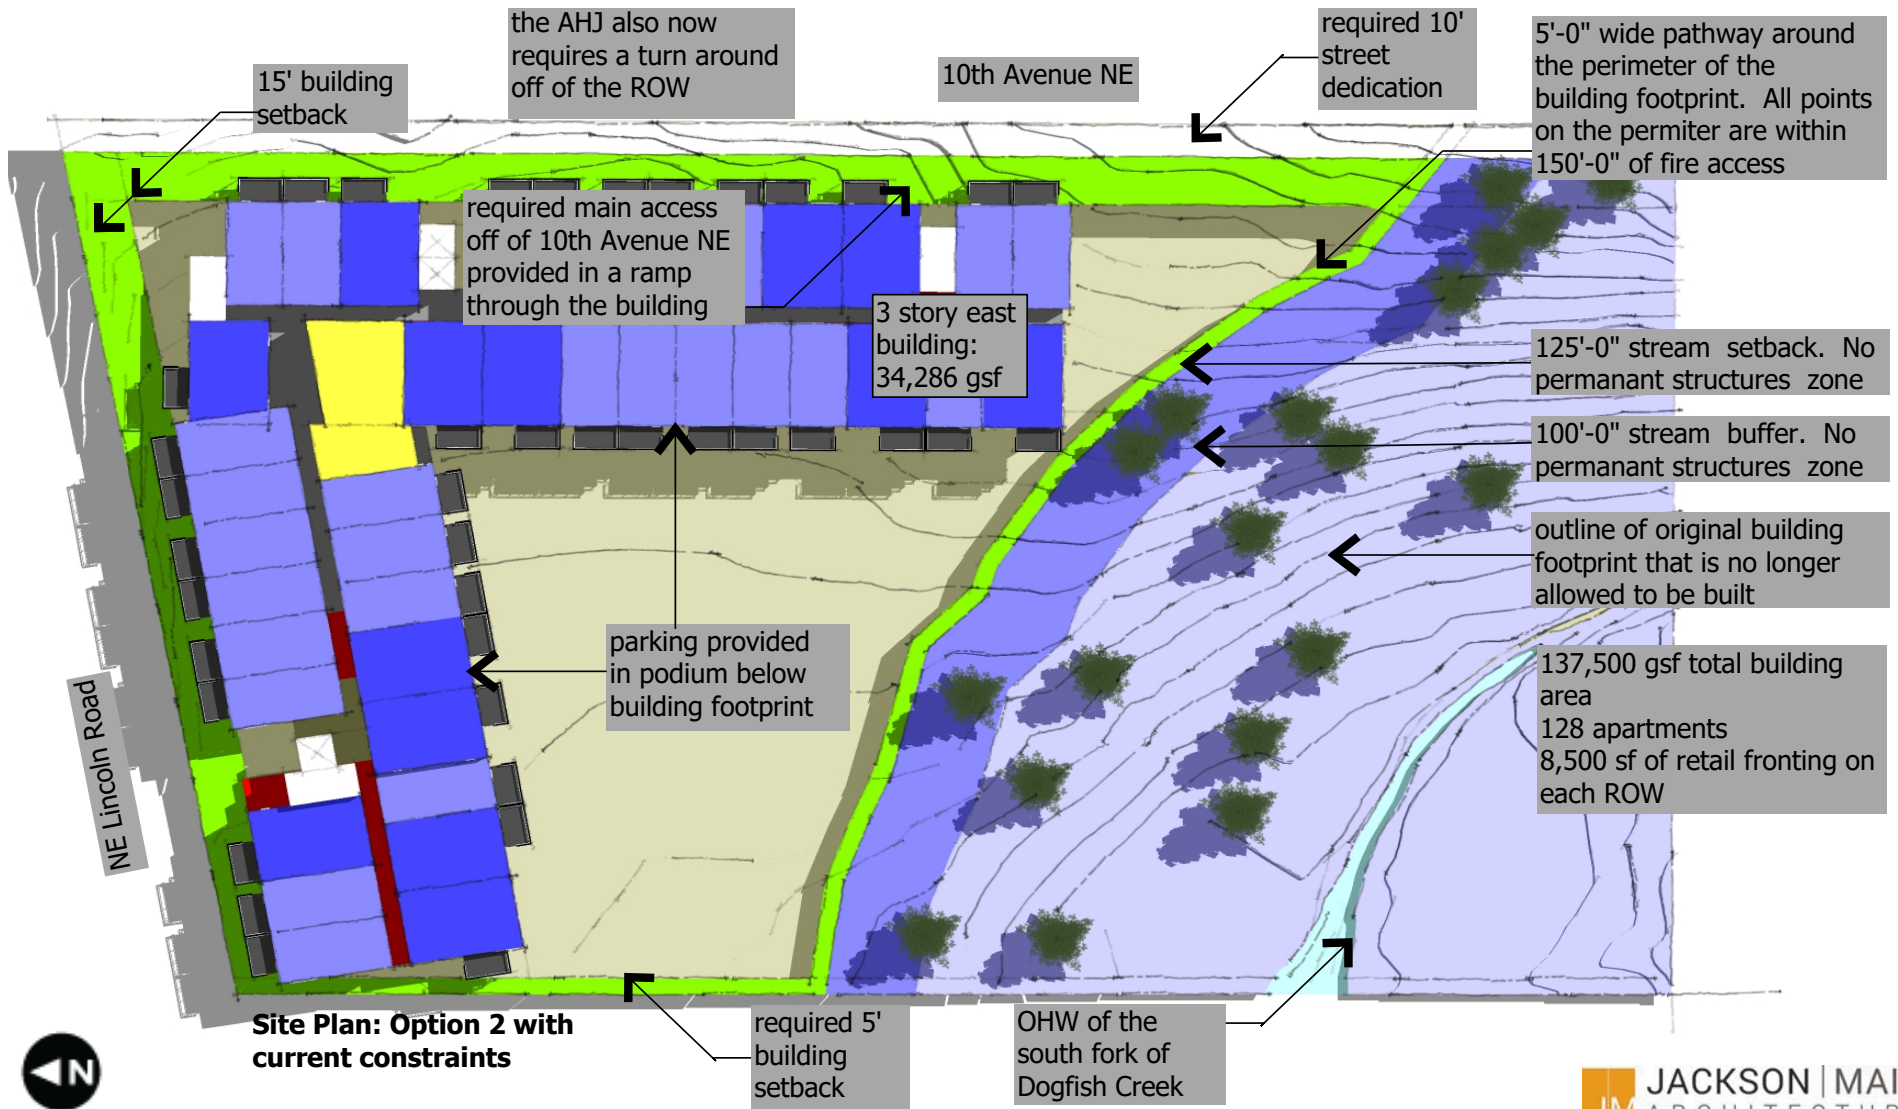 the AHJ also now
requires a turn around
off of the ROW
15' building
setback
10th Avenue NE
required 10'
street
dedication
5'-0" wide pathway around
the perimeter of the
building footprint. All points
on the permiter are within
150'-0" of fire access
required main access
off of 10th Avenue NE
provided in a ramp
through the building
3 story east
building:
34,286 gsf
125'-0" stream setback. No
permanant structures zone
100'-0" stream buffer. No
permanant structures zone
outline of original building
footprint that is no longer
allowed to be built
parking provided
in podium below
building footprint
137,500 gsf total building
area
128 apartments
8,500 sf of retail fronting on
each ROW
NE Lincoln Road
Site Plan: Option 2 with
current constraints
required 5'
building
setback
OHW of the
south fork of
Dogfish Creek
N
JACKSON | MAI